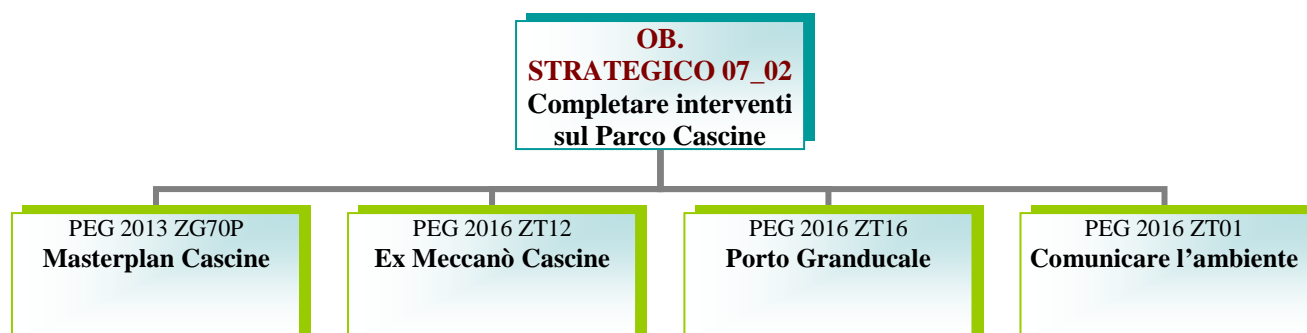 OB.
STRATEGICO 07_02
Completare interventi
sul Parco Cascine
PEG 2013 ZG70P
Masterplan Cascine
PEG 2016 ZT12
Ex Meccanò Cascine
PEG 2016 ZT16
Porto Granducale
PEG 2016 ZT01
Comunicare l’ambiente